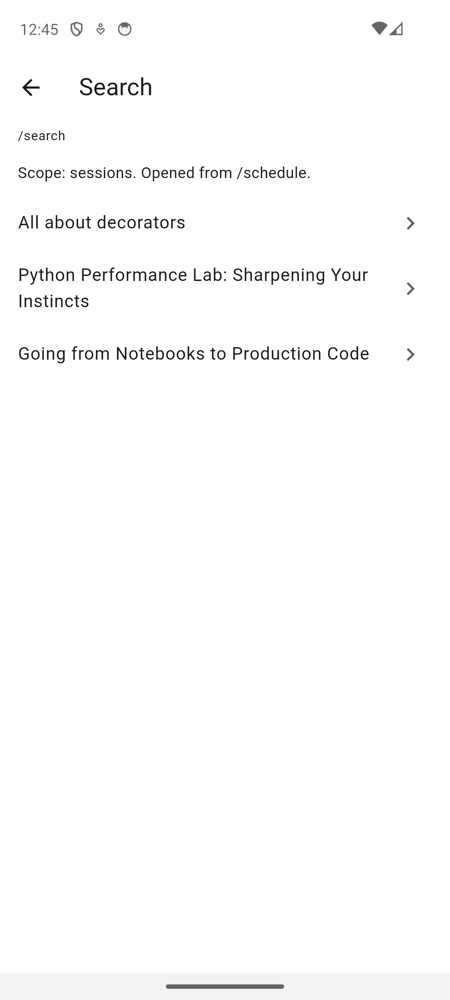 12:45
Search
/search
Scope: sessions. Opened from /schedule.
All about decorators
Python Performance Lab: Sharpening Your
Instincts
Going from Notebooks to Production Code